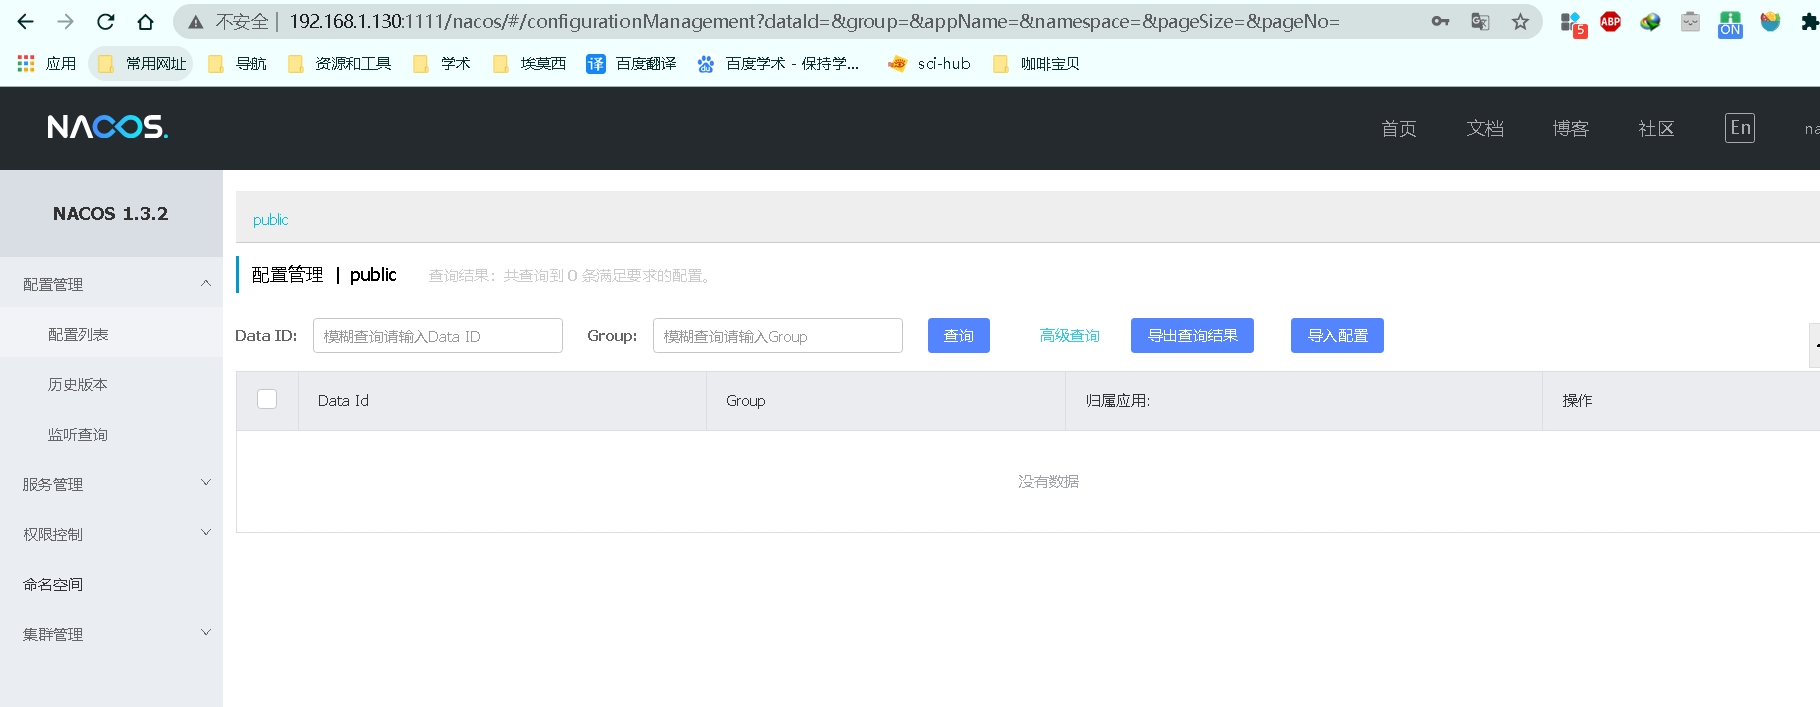 不安全 | 192.168.1.130:1111/nacos/#/configurationManagement?dataId=&group=&appName=&namespace=&pageSize=&pageNo=
5
ABP
ON
应用 常用网址 导航 资源和工具 学术 埃莫西 译 百度翻译 du 百度学术 - 保持学... sci-hub 咖啡宝贝
NACOS. 首页 文档 博客 社区 En na
NACOS 1.3.2
public
配置管理 | public 查询结果：共查询到 0 条满足要求的配置。
Data ID: 模糊查询请输入Data ID Group: 模糊查询请输入Group 查询 高级查询 导出查询结果 导入配置
Data Id Group 归属应用: 操作
没有数据
配置管理
配置列表
历史版本
监听查询
服务管理
权限控制
命名空间
集群管理